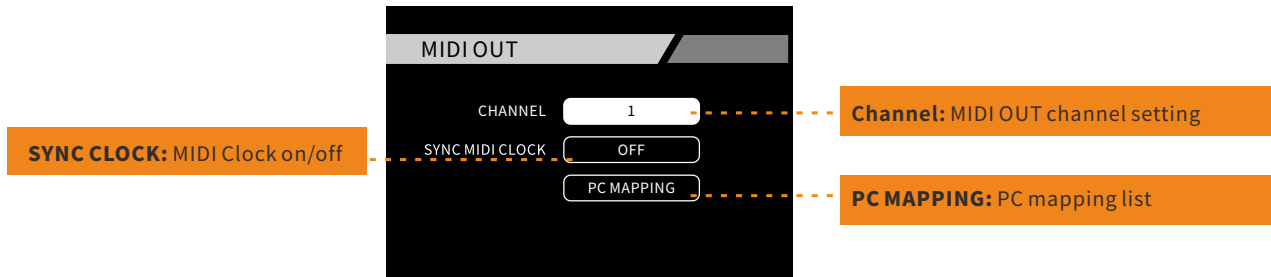 MIDI OUT
CHANNEL 1
Channel: MIDI OUT channel setting
SYNC CLOCK: MIDI Clock on/off
SYNC MIDI CLOCK OFF
PC MAPPING
PC MAPPING: PC mapping list